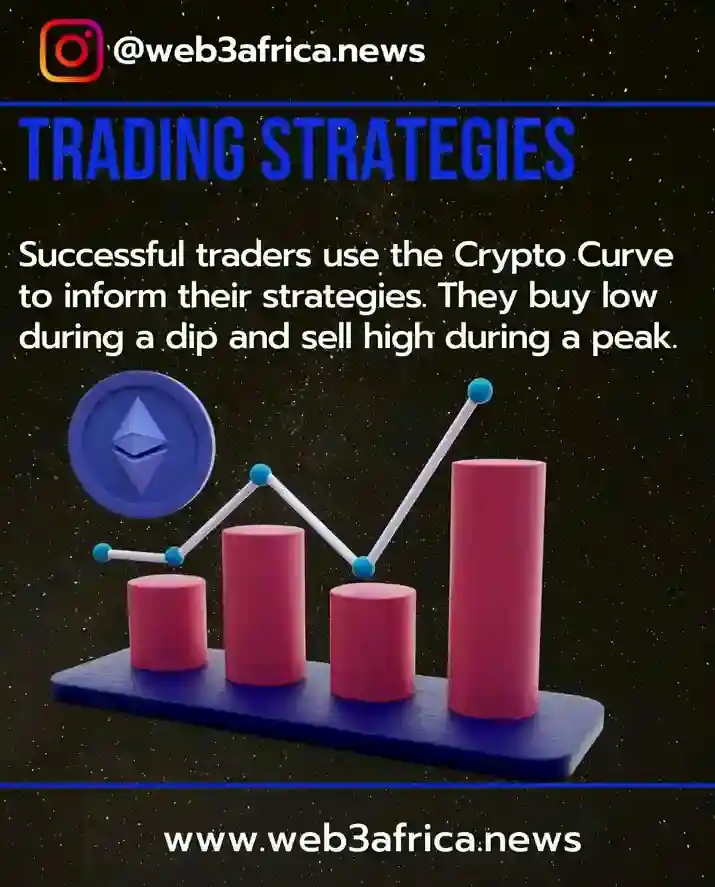 @web3africa.news
TRADING STRATEGIES
Successful traders use the Crypto Curve
to inform their strategies. They buy low
during a dip and sell high during a peak.
www.web3africa.news